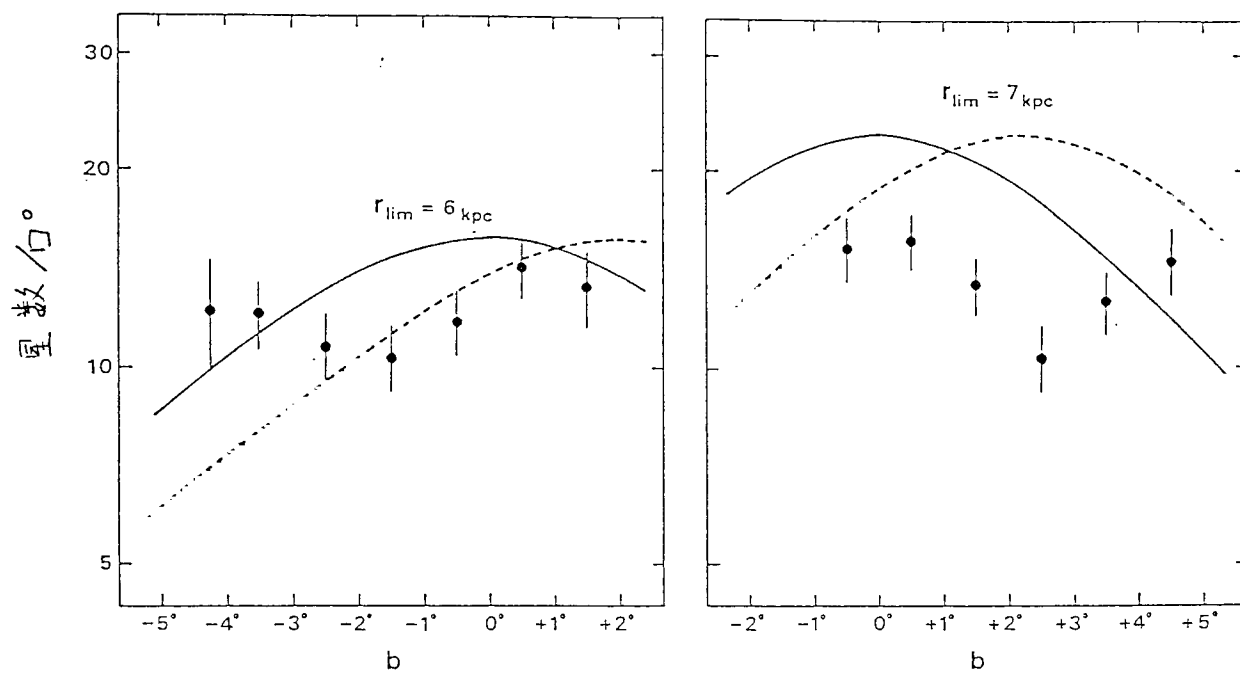 30
20
10
5
星数/□°
r_lim = 6 kpc
-5° -4° -3° -2° -1° 0° +1° +2°
b
r_lim = 7 kpc
-2° 0° +1° +2° +3° +4° +5°
b